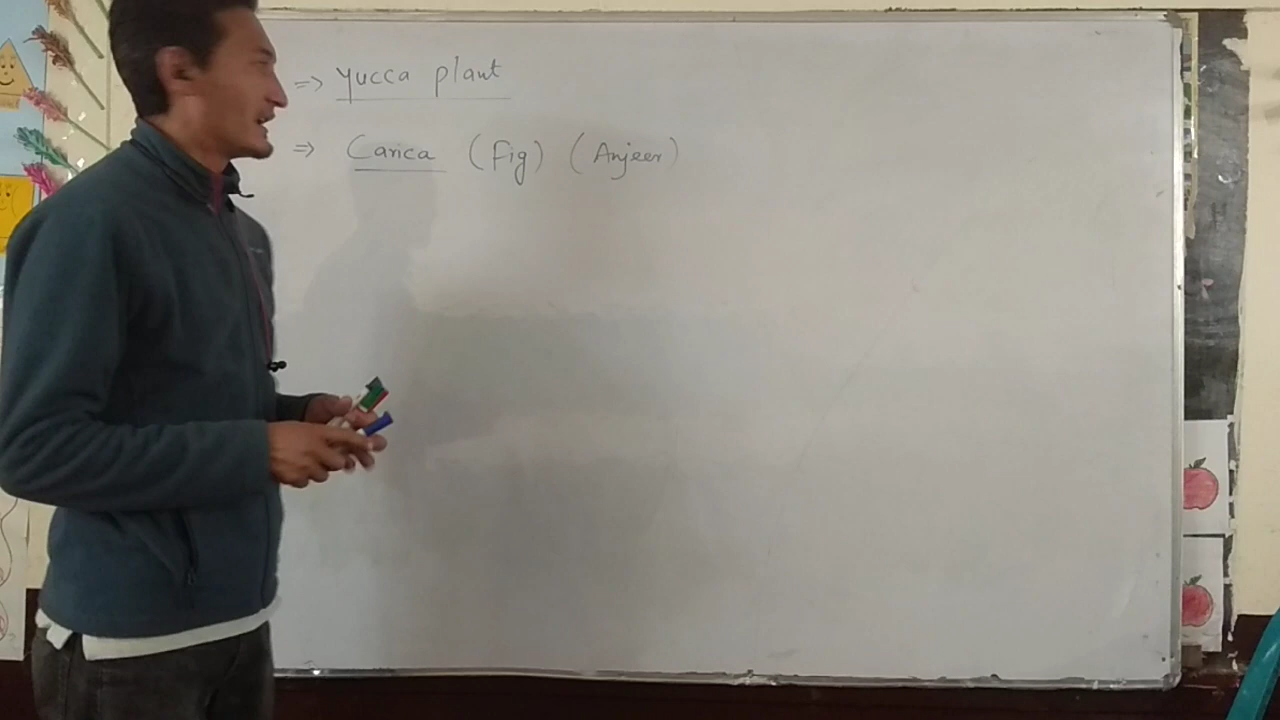 => Yucca plant
=> Carica (Fig) (Anjeer)